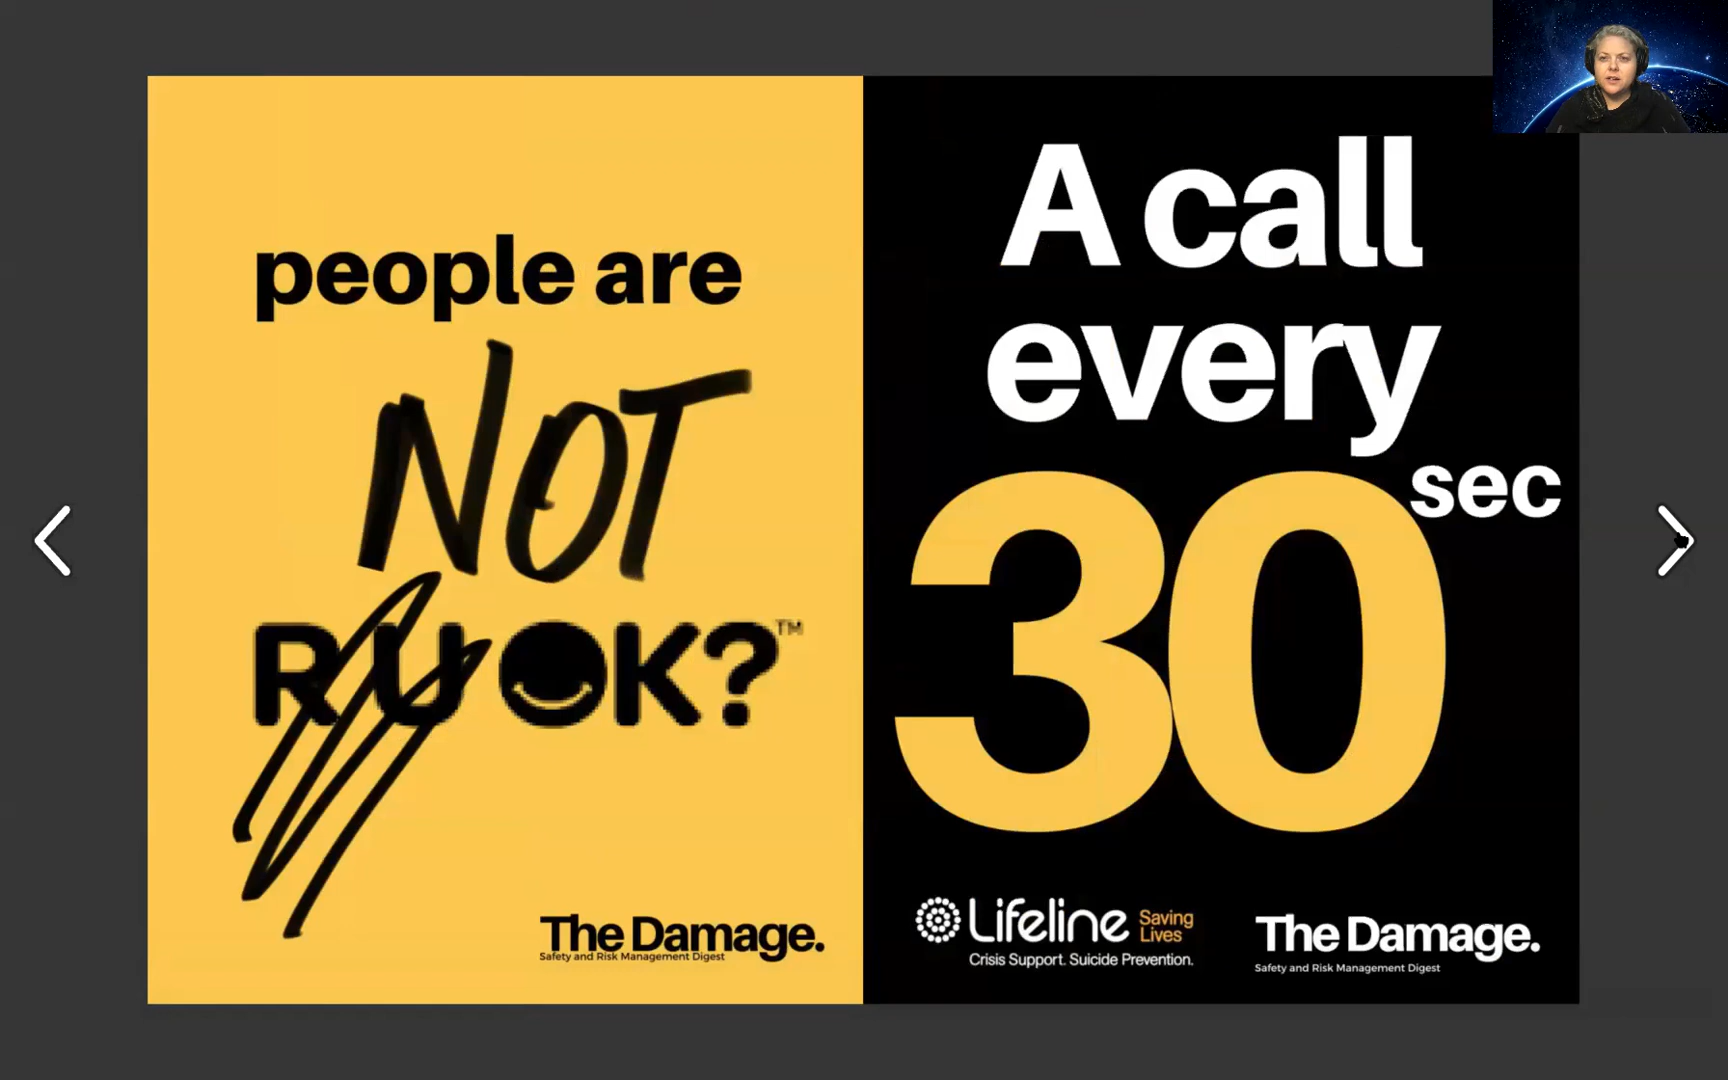 people are
NOT
R U OK?™
The Damage.
Safety and Risk Management Digest
A call
every
30 sec
Lifeline Saving Lives
Crisis Support. Suicide Prevention.
The Damage.
Safety and Risk Management Digest